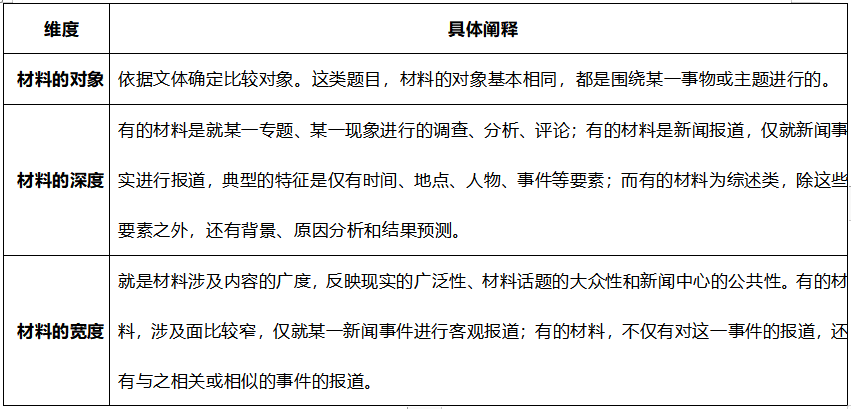 维度
具体阐释
材料的对象
依据文体确定比较对象。这类题目，材料的对象基本相同，都是围绕某一事物或主题进行的。
材料的深度
有的材料是就某一专题、某一现象进行的调查、分析、评论；有的材料是新闻报道，仅就新闻事
实进行报道，典型的特征是仅有时间、地点、人物、事件等要素；而有的材料为综述类，除这些
要素之外，还有背景、原因分析和结果预测。
材料的宽度
就是材料涉及内容的广度，反映现实的广泛性、材料话题的大众性和新闻中心的公共性。有的材
料，涉及面比较窄，仅就某一新闻事件进行客观报道；有的材料，不仅有对这一事件的报道，还
有与之相关或相似的事件的报道。